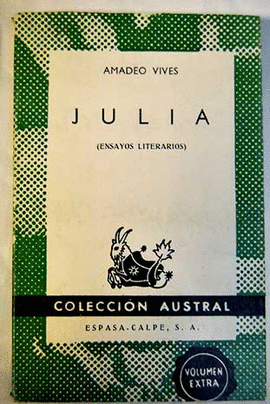 AMADEO VIVES
JULIA
(ENSAYOS LITERARIOS)
COLECCIÓN AUSTRAL
ESPASA-CALPE, S. A.
VOLUMEN
EXTRA